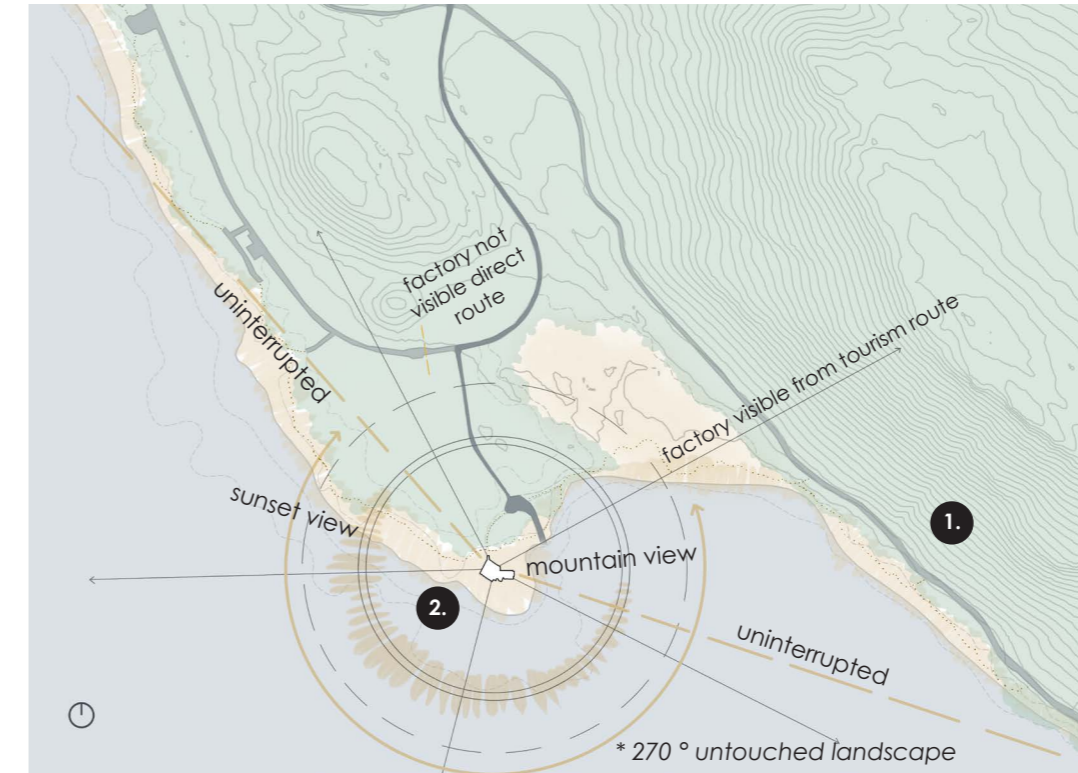 factory not
visible direct
route
uninterrupted
factory visible from tourism route
sunset view
1.
mountain view
2.
uninterrupted
* 270 ° untouched landscape